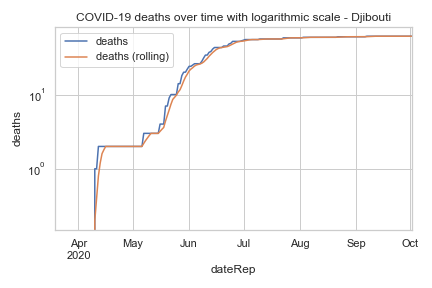 COVID-19 deaths over time with logarithmic scale - Djibouti
deaths
deaths (rolling)
10¹
10⁰
deaths
Apr May Jun Jul Aug Sep Oct
2020
dateRep